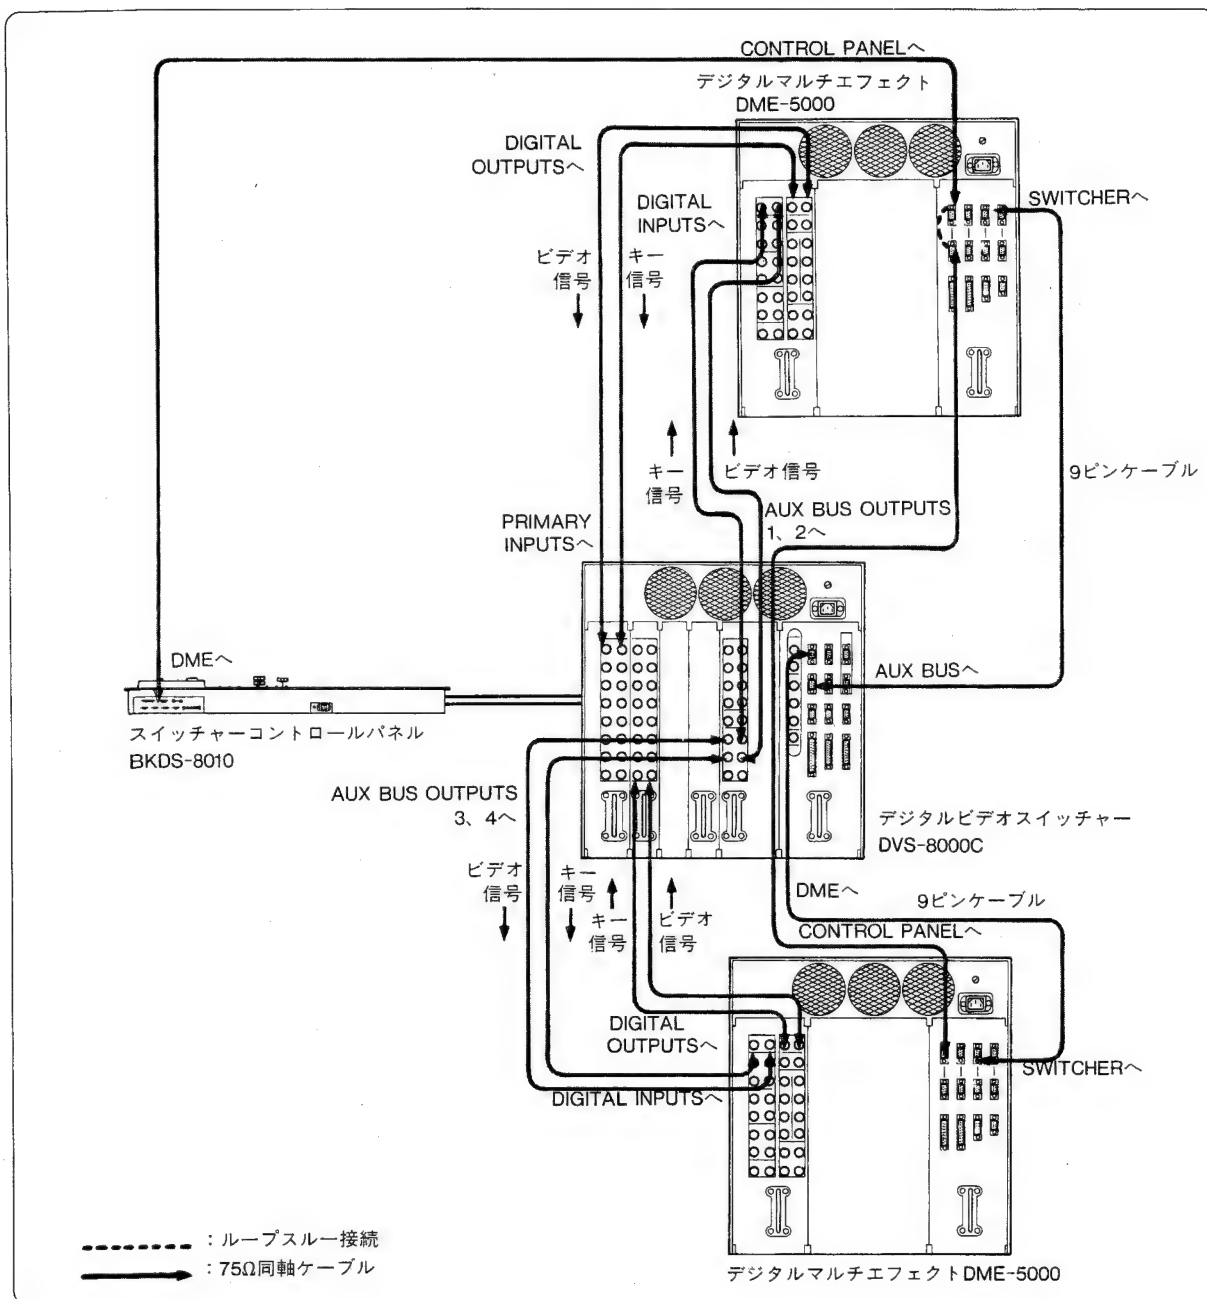 CONTROL PANELへ
デジタルマルチエフェクト
DME-5000
DIGITAL
OUTPUTSへ
DIGITAL
INPUTSへ
SWITCHERへ
ビデオ
信号
キー
信号
キー
信号
ビデオ信号
9ピンケーブル
AUX BUS OUTPUTS
1、2へ
PRIMARY
INPUTSへ
DMEへ
AUX BUSへ
スイッチャーコントロールパネル
BKDS-8010
AUX BUS OUTPUTS
3、4へ
デジタルビデオスイッチャー
DVS-8000C
ビデオ
信号
キー
信号
キー
信号
ビデオ
信号
DMEへ
9ピンケーブル
CONTROL PANELへ
DIGITAL
OUTPUTSへ
SWITCHERへ
DIGITAL INPUTSへ
：ループスルー接続
：75Ω同軸ケーブル
デジタルマルチエフェクトDME-5000